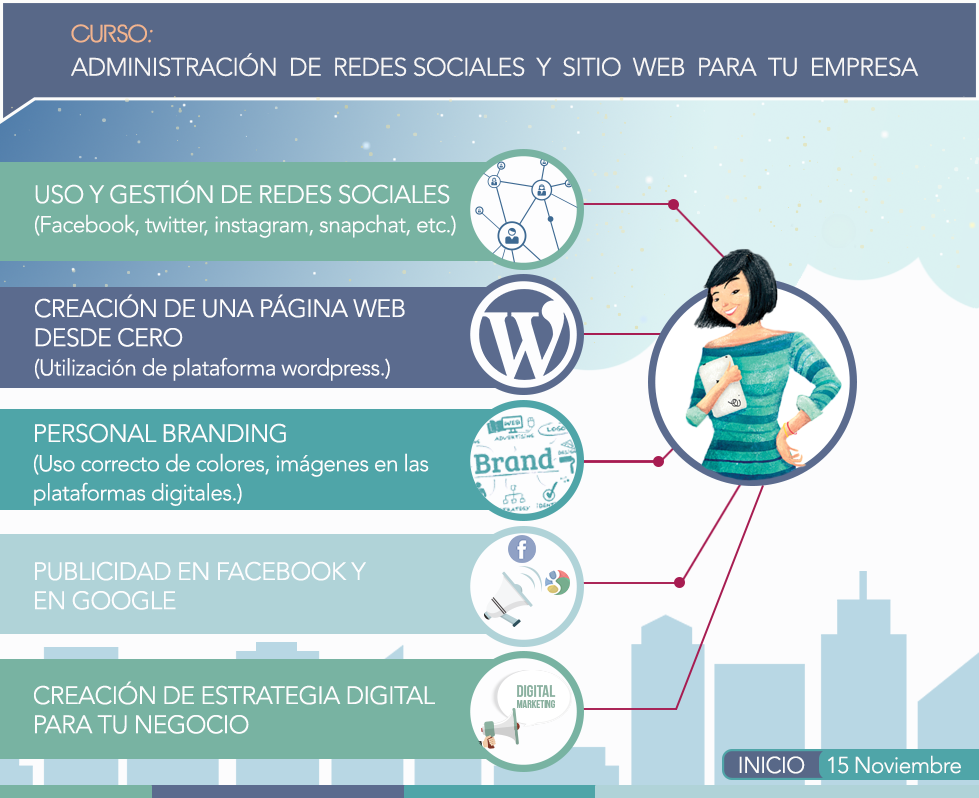 CURSO:
ADMINISTRACIÓN DE REDES SOCIALES Y SITIO WEB PARA TU EMPRESA
USO Y GESTIÓN DE REDES SOCIALES
(Facebook, twitter, instagram, snapchat, etc.)
CREACIÓN DE UNA PÁGINA WEB
DESDE CERO
(Utilización de plataforma wordpress.)
W
PERSONAL BRANDING
(Uso correcto de colores, imágenes en las
plataformas digitales.)
WEB
ADVERTISING
LOGO
Brand
PUBLICIDAD EN FACEBOOK Y
EN GOOGLE
f
CREACIÓN DE ESTRATEGIA DIGITAL
PARA TU NEGOCIO
DIGITAL
MARKETING
INICIO 15 Noviembre